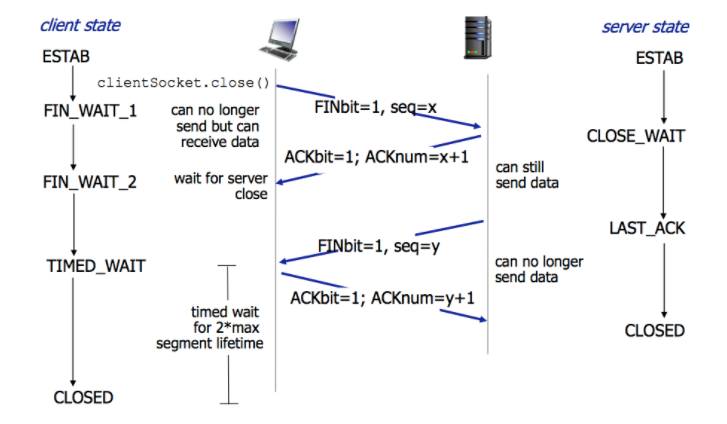 client state
server state
ESTAB
ESTAB
clientSocket.close()
FINbit=1, seq=x
FIN_WAIT_1
can no longer
send but can
receive data
CLOSE_WAIT
ACKbit=1; ACKnum=x+1
can still
send data
FIN_WAIT_2
wait for server
close
LAST_ACK
FINbit=1, seq=y
TIMED_WAIT
can no longer
send data
ACKbit=1; ACKnum=y+1
timed wait
for 2*max
segment lifetime
CLOSED
CLOSED